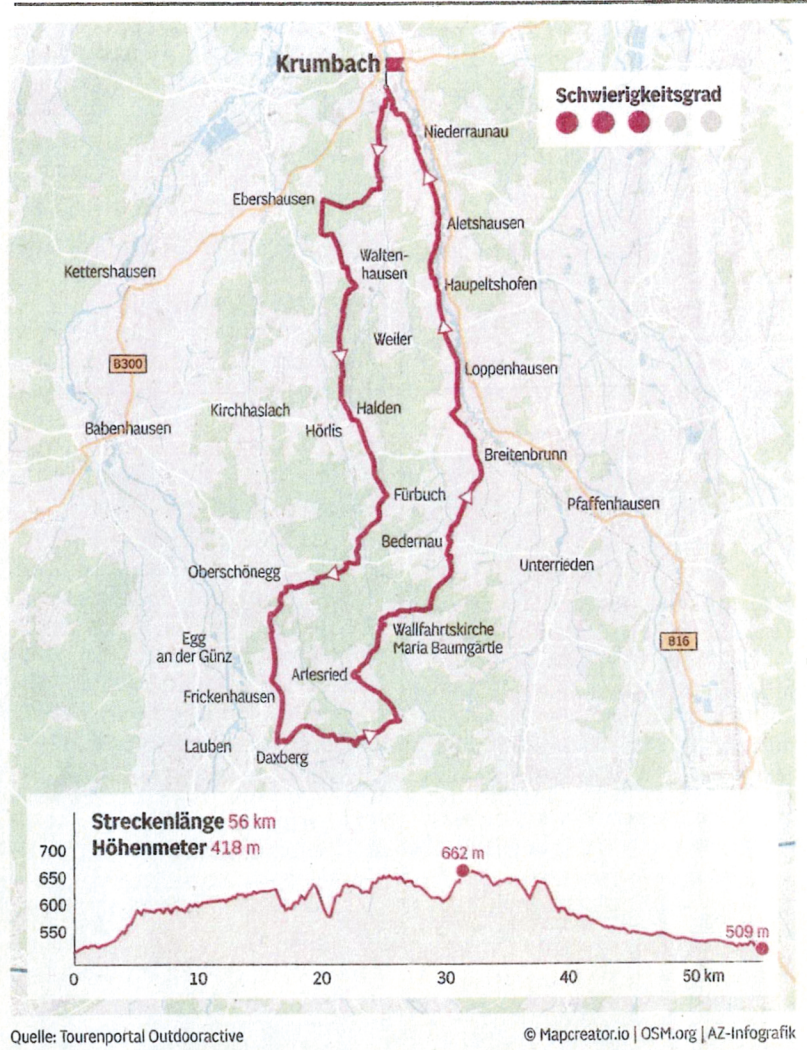 Krumbach
Schwierigkeitsgrad
Niederraunau
Ebershausen
Aletshausen
Walten-
hausen
Kettershausen
Haupeltshofen
Weiler
B300
Loppenhausen
Kirchhaslach
Halden
Babenhausen
Hörlis
Breitenbrunn
Fürbuch
Pfaffenhausen
Bedernau
Oberschönegg
Unterrieden
Egg
an der Günz
Wallfahrtskirche
Maria Baumgärtle
B16
Arlesried
Frickenhausen
Lauben
Daxberg
Streckenlänge 56 km
Höhenmeter 418 m
700
650
600
550
662 m
509 m
0 10 20 30 40 50 km
Quelle: Tourenportal Outdooractive
© Mapcreator.io | OSM.org | AZ-Infografik